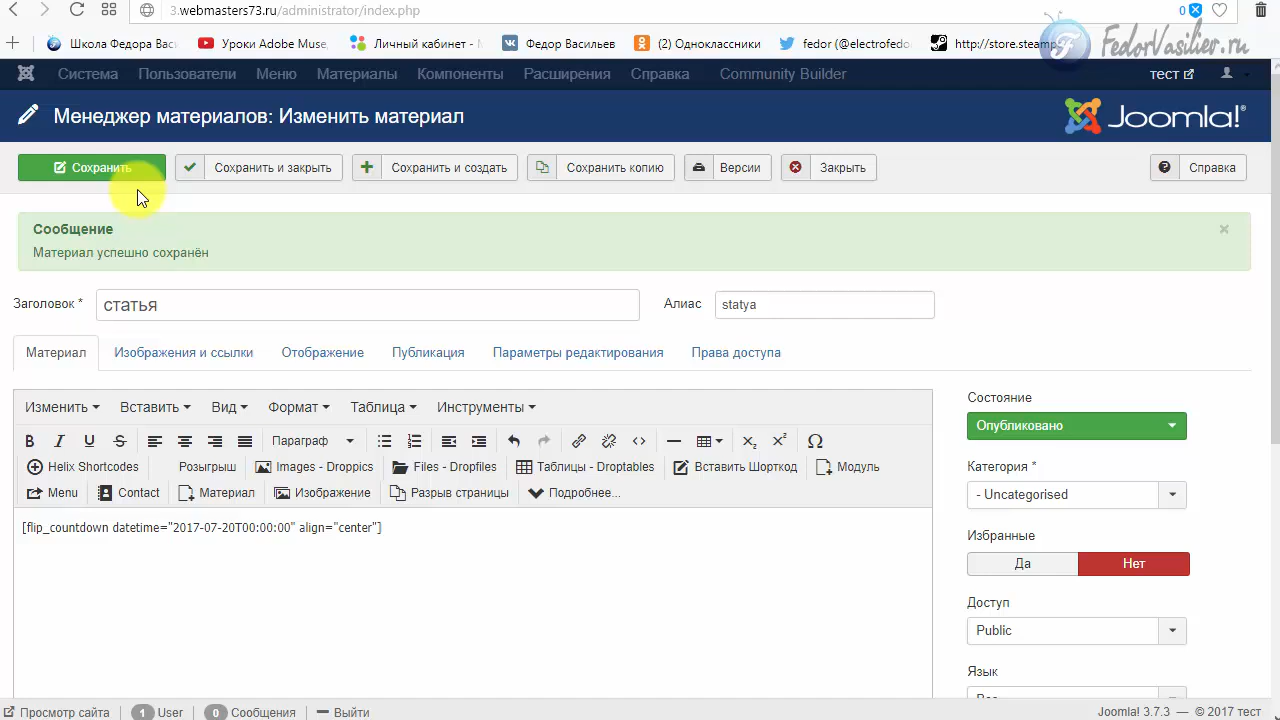 3.webmasters73.ru/administrator/index.php
0
Школа Федора Вас
Уроки Adobe Muse,
Личный кабинет -
Федор Васильев
(2) Одноклассники
fedor (@electrofedo
http://store.steamp
FedorVasilier.ru
Система
Пользователи
Меню
Материалы
Компоненты
Расширения
Справка
Community Builder
тест
Менеджер материалов: Изменить материал
Joomla!®
Сохранить
Сохранить и закрыть
Сохранить и создать
Сохранить копию
Версии
Закрыть
Справка
Сообщение
Материал успешно сохранён
Заголовок *
статья
Алиас
statya
Материал
Изображения и ссылки
Отображение
Публикация
Параметры редактирования
Права доступа
Изменить
Вставить
Вид
Формат
Таблица
Инструменты
Параграф
Helix Shortcodes
Розыгрыш
Images - Droppics
Files - Dropfiles
Таблицы - Droptables
Вставить Шорткод
Модуль
Menu
Contact
Материал
Изображение
Разрыв страницы
Подробнее...
[flip_countdown datetime="2017-07-20T00:00:00" align="center"]
Состояние
Опубликовано
Категория *
- Uncategorised
Избранные
Да
Нет
Доступ
Public
Язык
Просмотр сайта
1 User
0 Сообщения
Выйти
Joomla! 3.7.3 — © 2017 тест